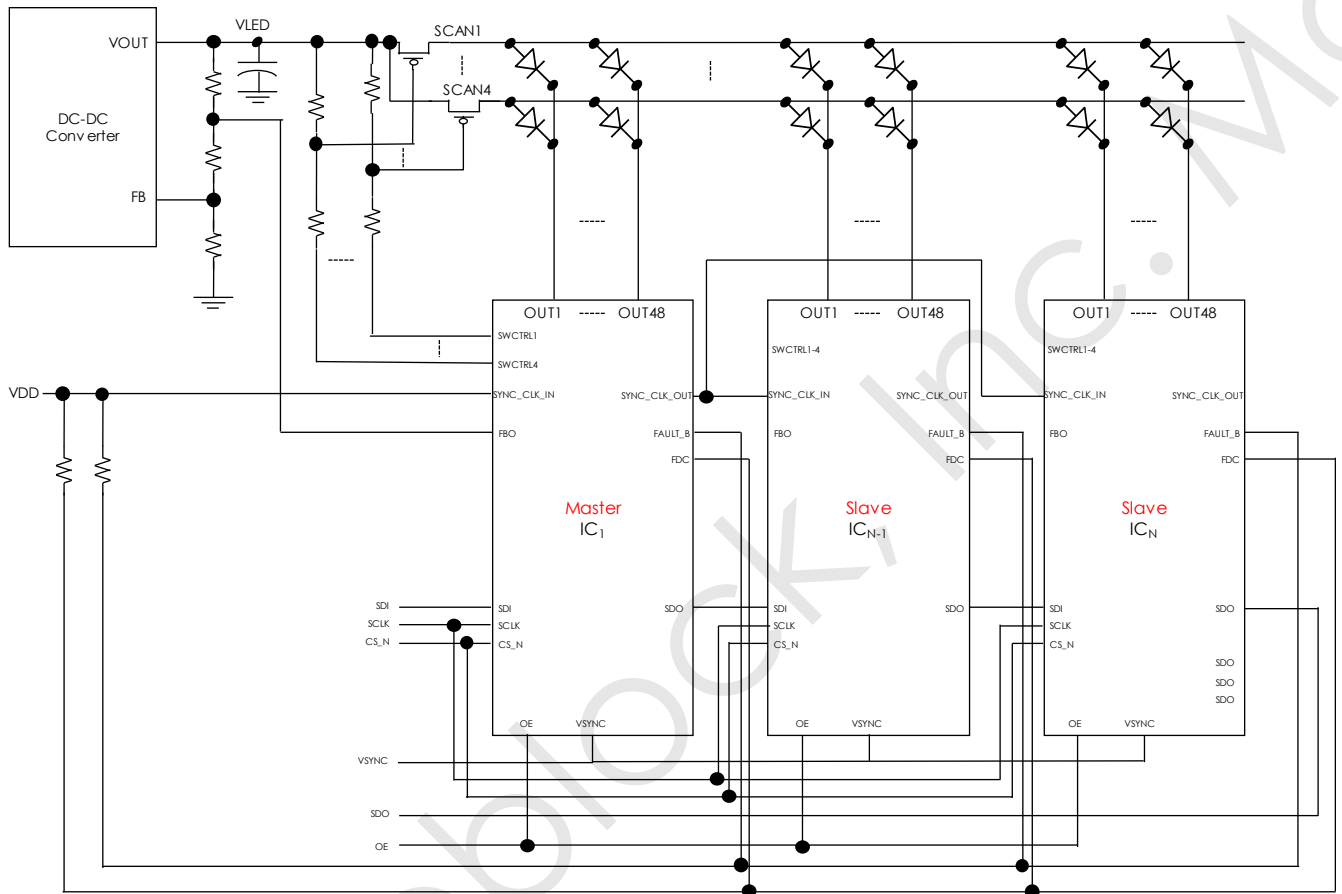 VOUT
VLED
SCAN1
SCAN4
DC-DC
Converter
FB
VDD
OUT1 ----- OUT48
SWCTRL1
SWCTRL4
SYNC_CLK_IN
SYNC_CLK_OUT
FBO
FAULT_B
FDC
Master
IC1
SDI
SDI
SDO
SCLK
SCLK
CS_N
CS_N
OE
VSYNC
OUT1 ----- OUT48
SWCTRL1-4
SYNC_CLK_IN
SYNC_CLK_OUT
FBO
FAULT_B
FDC
Slave
ICN-1
SDI
SDO
SCLK
CS_N
OE
VSYNC
OUT1 ----- OUT48
SWCTRL1-4
SYNC_CLK_IN
SYNC_CLK_OUT
FBO
FAULT_B
FDC
Slave
ICN
SDI
SDO
SCLK
CS_N
SDO
SDO
SDO
OE
VSYNC
VSYNC
SDO
OE
block, Inc.